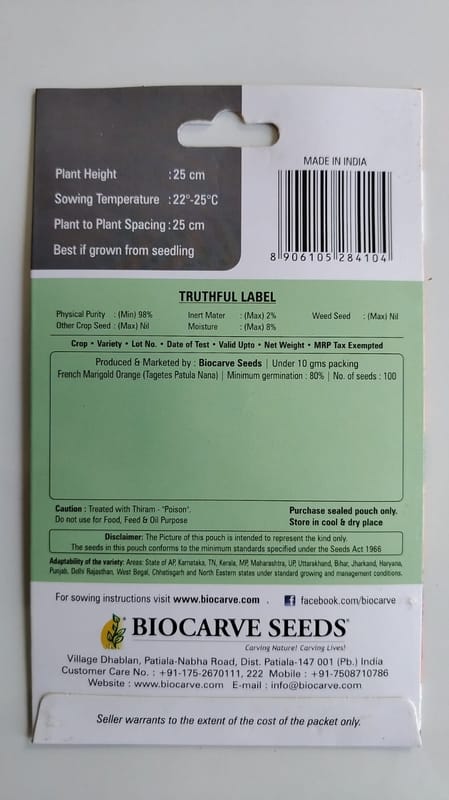 Plant Height : 25 cm
Sowing Temperature : 22°-25°C
Plant to Plant Spacing : 25 cm
Best if grown from seedling
MADE IN INDIA
8 906105 284104
TRUTHFUL LABEL
Physical Purity : (Min) 98% Inert Mater : (Max) 2% Weed Seed : (Max) Nil
Other Crop Seed : (Max) Nil Moisture : (Max) 8%
Crop • Variety • Lot No. • Date of Test • Valid Upto • Net Weight • MRP Tax Exempted
Produced & Marketed by : Biocarve Seeds | Under 10 gms packing
French Marigold Orange (Tagetes Patula Nana) | Minimum germination : 80% | No. of seeds : 100
Caution : Treated with Thiram - "Poison".
Do not use for Food, Feed & Oil Purpose
Purchase sealed pouch only.
Store in cool & dry place
Disclaimer: The Picture of this pouch is intended to represent the kind only.
The seeds in this pouch conforms to the minimum standards specified under the Seeds Act 1966
Adaptability of the variety: Areas: State of AP, Karnataka, TN, Kerala, MP, Maharashtra, UP, Uttarakhand, Bihar, Jharkand, Haryana,
Punjab, Delhi Rajasthan, West Begal, Chhatisgarh and North Eastern states under standard growing and management conditions.
For sowing instructions visit www.biocarve.com . f facebook.com/biocarve
BIOCARVE SEEDS®
Carving Nature! Carving Lives!
Village Dhablan, Patiala-Nabha Road, Dist. Patiala-147 001 (Pb.) India
Customer Care No. : +91-175-2670111, 222 Mobile : +91-7508710786
Website : www.biocarve.com E-mail : info@biocarve.com
Seller warrants to the extent of the cost of the packet only.